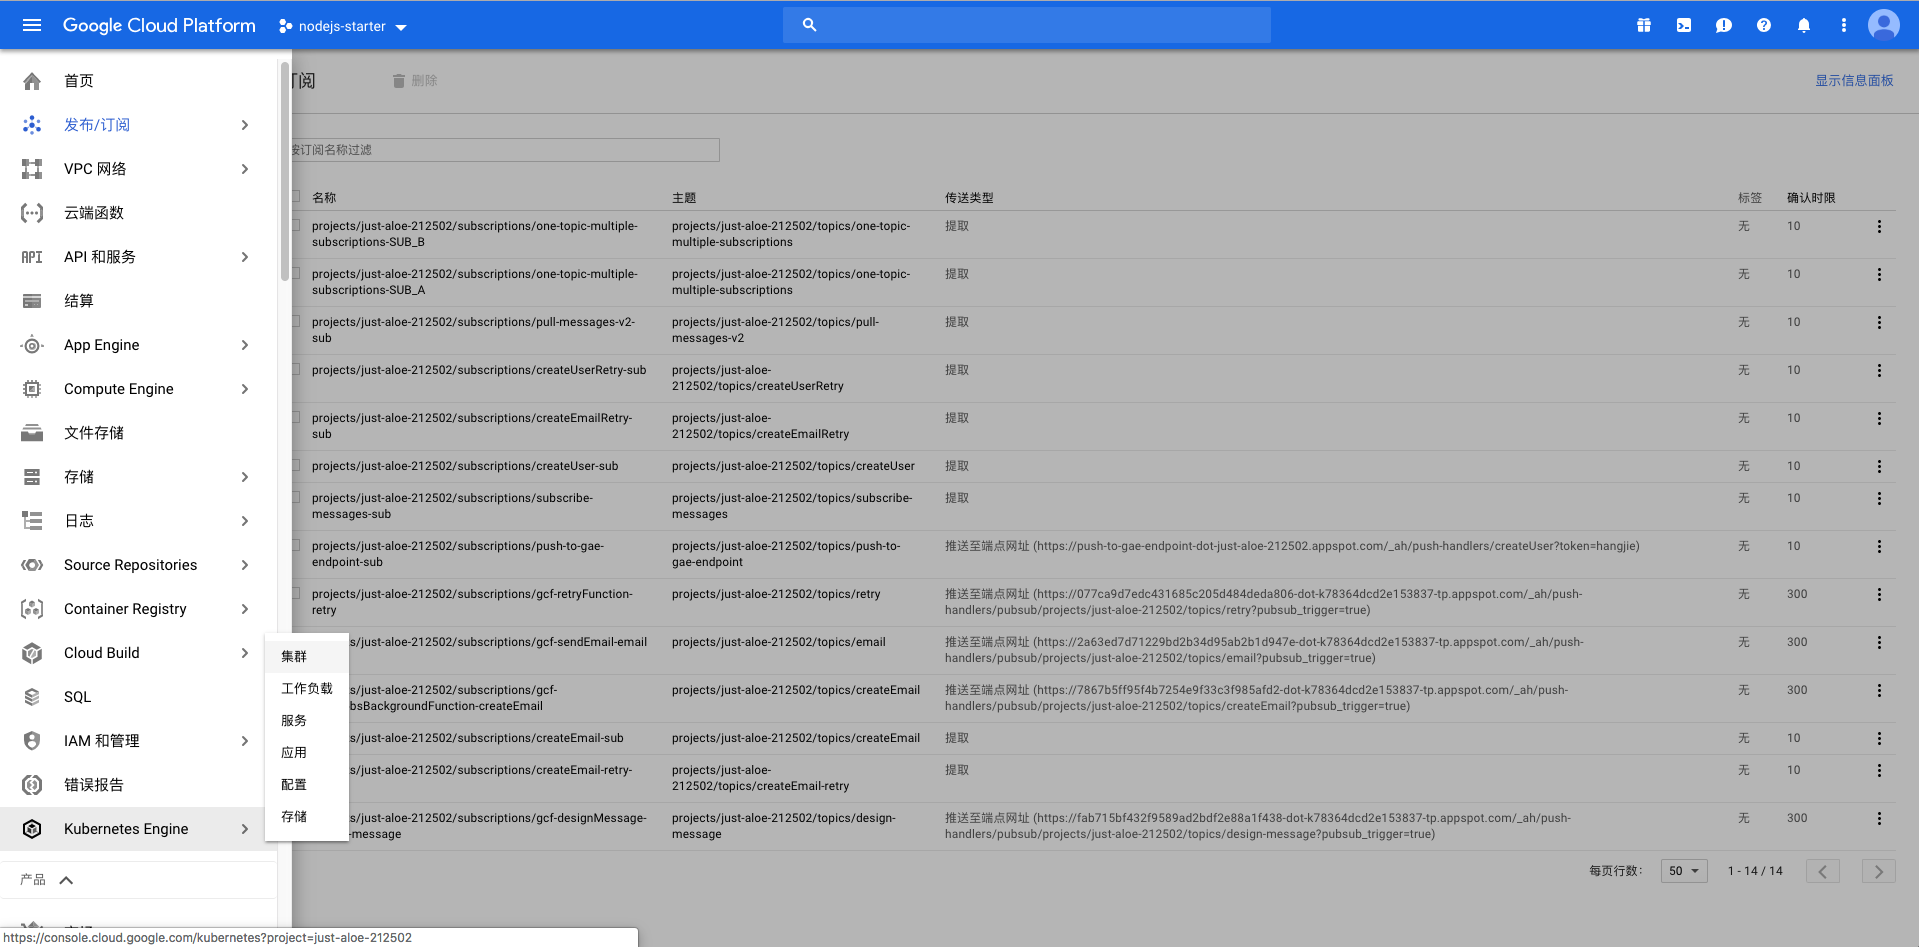 Google Cloud Platform
nodejs-starter
首页
发布/订阅
VPC 网络
云端函数
API 和服务
结算
App Engine
Compute Engine
文件存储
存储
日志
Source Repositories
Container Registry
Cloud Build
SQL
IAM 和管理
错误报告
Kubernetes Engine
产品
集群
工作负载
服务
应用
配置
存储
订阅
删除
显示信息面板
按订阅名称过滤
名称 主题 传送类型 标签 确认时限
projects/just-aloe-212502/subscriptions/one-topic-multiple- projects/just-aloe-212502/topics/one-topic- 提取 无 10
subscriptions-SUB_B multiple-subscriptions
projects/just-aloe-212502/subscriptions/one-topic-multiple- projects/just-aloe-212502/topics/one-topic- 提取 无 10
subscriptions-SUB_A multiple-subscriptions
projects/just-aloe-212502/subscriptions/pull-messages-v2- projects/just-aloe-212502/topics/pull- 提取 无 10
sub messages-v2
projects/just-aloe-212502/subscriptions/createUserRetry-sub projects/just-aloe- 提取 无 10
212502/topics/createUserRetry
projects/just-aloe-212502/subscriptions/createEmailRetry- projects/just-aloe- 提取 无 10
sub 212502/topics/createEmailRetry
projects/just-aloe-212502/subscriptions/createUser-sub projects/just-aloe-212502/topics/createUser 提取 无 10
projects/just-aloe-212502/subscriptions/subscribe- projects/just-aloe-212502/topics/subscribe- 提取 无 10
messages-sub messages
projects/just-aloe-212502/subscriptions/push-to-gae- projects/just-aloe-212502/topics/push-to- 推送至端点网址 (https://push-to-gae-endpoint-dot-just-aloe-212502.appspot.com/_ah/push-handlers/createUser?token=hangjie) 无 10
endpoint-sub gae-endpoint
projects/just-aloe-212502/subscriptions/gcf-retryFunction- projects/just-aloe-212502/topics/retry 推送至端点网址 (https://077ca9d7edc431685c205d484deda806-dot-k78364dcd2e153837-tp.appspot.com/_ah/push- 无 300
retry handlers/pubsub/projects/just-aloe-212502/topics/retry?pubsub_trigger=true)
s/just-aloe-212502/subscriptions/gcf-sendEmail-email projects/just-aloe-212502/topics/email 推送至端点网址 (https://2a63ed7d71229bd2b34d95ab2b1d947e-dot-k78364dcd2e153837-tp.appspot.com/_ah/push- 无 300
handlers/pubsub/projects/just-aloe-212502/topics/email?pubsub_trigger=true)
s/just-aloe-212502/subscriptions/gcf- projects/just-aloe-212502/topics/createEmail 推送至端点网址 (https://7867b5ff95f4b7254e9f33c3f985afd2-dot-k78364dcd2e153837-tp.appspot.com/_ah/push- 无 300
bsBackgroundFunction-createEmail handlers/pubsub/projects/just-aloe-212502/topics/createEmail?pubsub_trigger=true)
s/just-aloe-212502/subscriptions/createEmail-sub projects/just-aloe-212502/topics/createEmail 提取 无 10
s/just-aloe-212502/subscriptions/createEmail-retry- projects/just-aloe- 提取 无 10
212502/topics/createEmail-retry
s/just-aloe-212502/subscriptions/gcf-designMessage- projects/just-aloe-212502/topics/design- 推送至端点网址 (https://fab715bf432f9589ad2bdf2e88a1f438-dot-k78364dcd2e153837-tp.appspot.com/_ah/push- 无 300
-message message handlers/pubsub/projects/just-aloe-212502/topics/design-message?pubsub_trigger=true)
每页行数： 50 1 - 14 / 14
https://console.cloud.google.com/kubernetes?project=just-aloe-212502